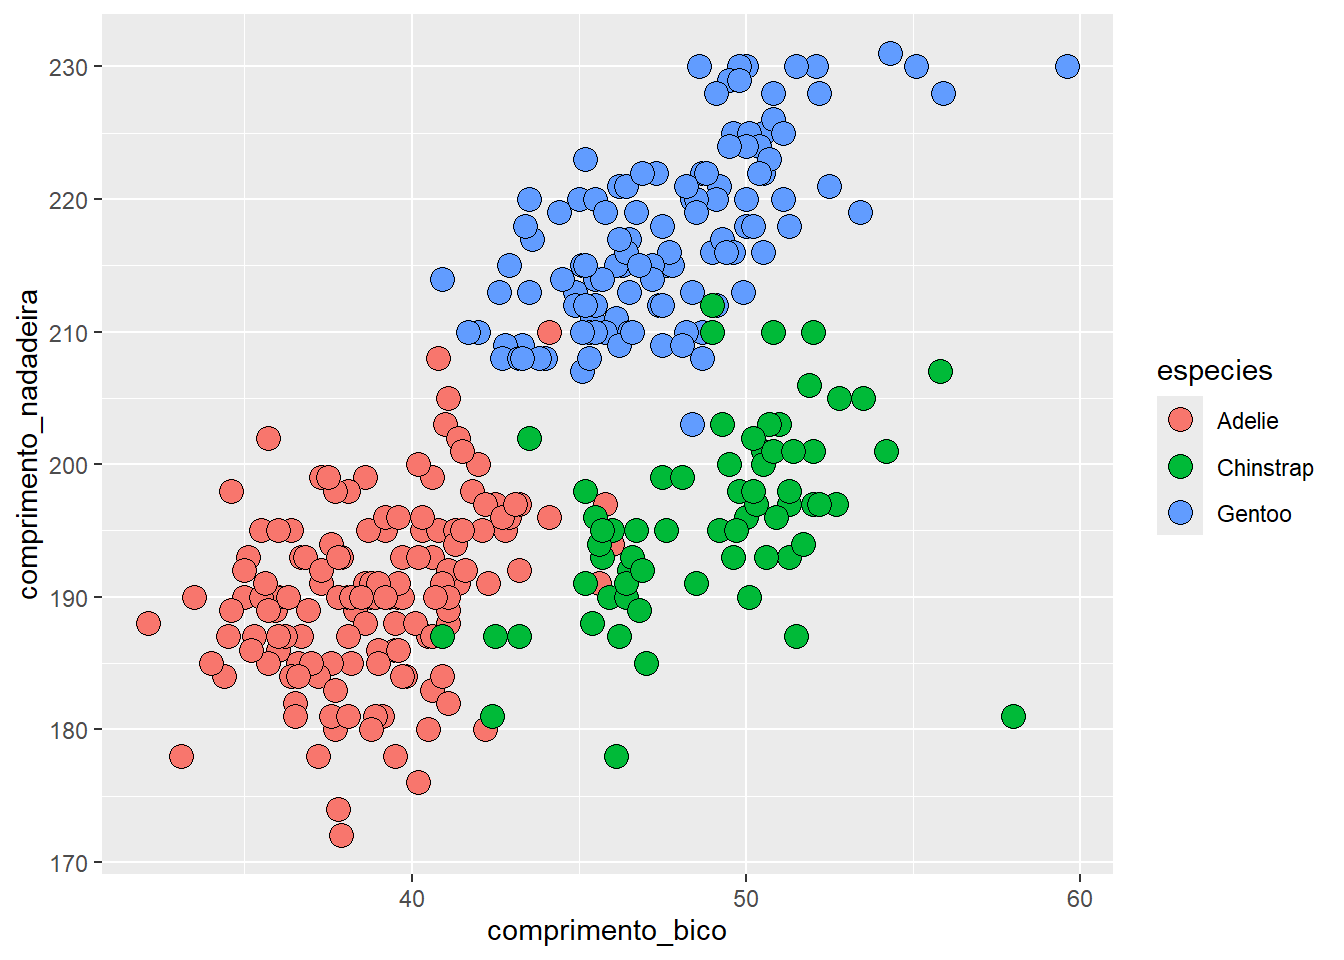 230
220
210
200
190
180
170
comprimento_nadadeira
40
50
60
comprimento_bico
especies
Adelie
Chinstrap
Gentoo